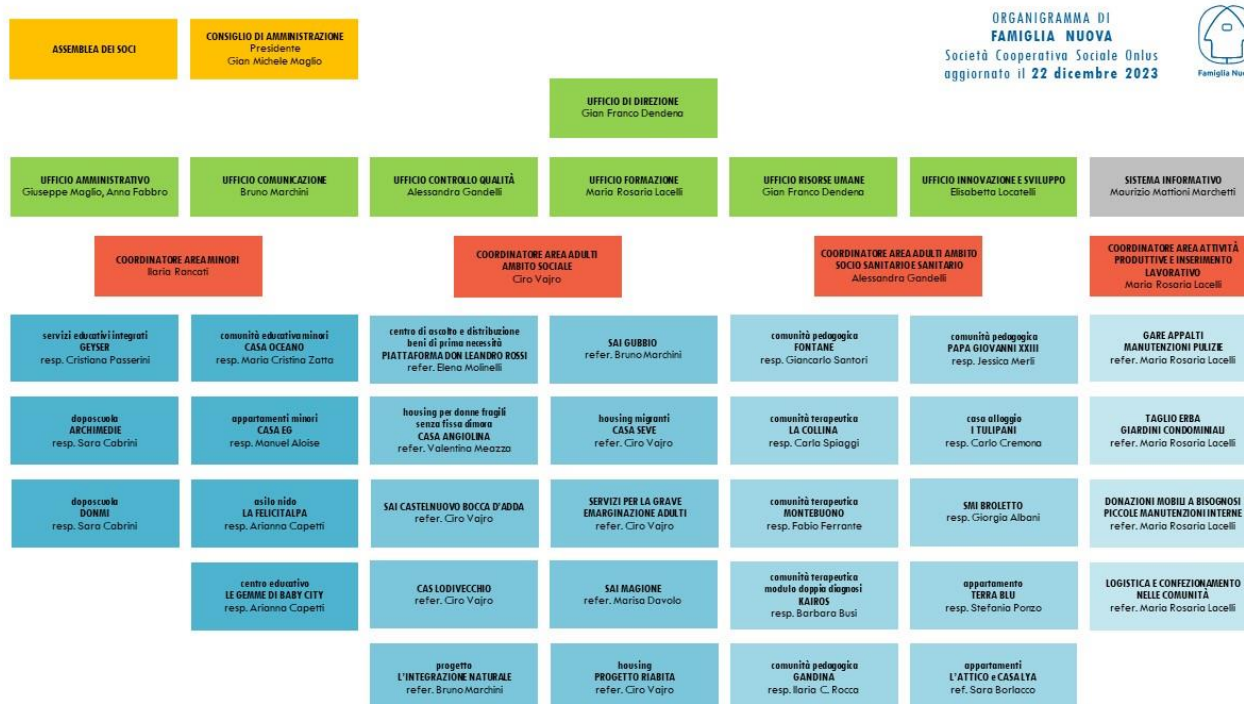 ORGANIGRAMMA DI
FAMIGLIA NUOVA
Società Cooperativa Sociale Onlus
aggiornato il 22 dicembre 2023
Famiglia
ASSEMBLEA DEI SOCI
CONSIGLIO DI AMMINISTRAZIONE
Presidente
Gian Michele Maglio
UFFICIO DI DIREZIONE
Gian Franco Dendena
UFFICIO AMMINISTRATIVO
Giuseppe Maglio, Anna Fabbro
UFFICIO COMUNICAZIONE
Bruno Marchini
UFFICIO CONTROLLO QUALITÀ
Alessandra Gandelli
UFFICIO FORMAZIONE
Maria Rosaria Lacelli
UFFICIO RISORSE UMANE
Gian Franco Dendena
UFFICIO INNOVAZIONE E SVILUPPO
Elisabetta Locatelli
SISTEMA INFORMATIVO
Maurizio Mattioni Marchetti
COORDINATORE AREA MINORI
Ilaria Rancati
COORDINATORE AREA ADULTI
AMBITO SOCIALE
Ciro Vajro
COORDINATORE AREA ADULTI AMBITO
SOCIO SANITARIO E SANITARIO
Alessandra Gandelli
COORDINATORE AREA ATTIVITÀ
PRODUTTIVE E INSERIMENTO
LAVORATIVO
Maria Rosaria Lacelli
servizi educativi integrati
GEYSER
resp. Cristiana Passerini
comunità educativa minori
CASA OCEANO
resp. Maria Cristina Zatta
centro di ascolto e distribuzione
beni di prima necessità
PIATTAFORMA DON LEANDRO ROSSI
refer. Elena Molinelli
SAI GUBBIO
refer. Bruno Marchini
comunità pedagogica
FONTANE
resp. Giancarlo Santori
comunità pedagogica
PAPA GIOVANNI XXIII
resp. Jessica Merli
GARE APPALTI
MANUTENZIONI PULIZIE
refer. Maria Rosaria Lacelli
doposcuola
ARCHIMEDIE
resp. Sara Cabrini
appartamenti minori
CASA EG
resp. Manuel Aloise
housing per donne fragili
senza fissa dimora
CASA ANGIOLINA
refer. Valentina Meazza
housing migranti
CASA SEVE
refer. Ciro Vajro
comunità terapeutica
LA COLLINA
resp. Carla Spiaggi
casa alloggio
I TULIPANI
resp. Carlo Cremona
TAGLIO ERBA
GIARDINI CONDOMINIALI
refer. Maria Rosaria Lacelli
doposcuola
DONMI
resp. Sara Cabrini
asilo nido
LA FELICITALPA
resp. Arianna Capetti
SAI CASTELNUOVO BOCCA D'ADDA
refer. Ciro Vajro
SERVIZI PER LA GRAVE
EMARGINAZIONE ADULTI
refer. Ciro Vajro
comunità terapeutica
MONTEBUONO
resp. Fabio Ferrante
SMI BROLETTO
resp. Giorgia Albani
DONAZIONI MOBILI A BISOGNOSI
PICCOLE MANUTENZIONI INTERNE
refer. Maria Rosaria Lacelli
centro educativo
LE GEMME DI BABY CITY
resp. Arianna Capetti
CAS LODIVECCHIO
refer. Ciro Vajro
SAI MAGIONE
refer. Marisa Davolo
comunità terapeutica
modulo doppia diagnosi
KAIROS
resp. Barbara Busi
appartamento
TERRA BLU
resp. Stefania Ponzo
LOGISTICA E CONFEZIONAMENTO
NELLE COMUNITÀ
refer. Maria Rosaria Lacelli
progetto
L'INTEGRAZIONE NATURALE
refer. Bruno Marchini
housing
PROGETTO RIABITA
refer. Ciro Vajro
comunità pedagogica
GANDINA
resp. Ilaria C. Rocca
appartamenti
L'ATTICO e CASA LYA
ref. Sara Borlacco